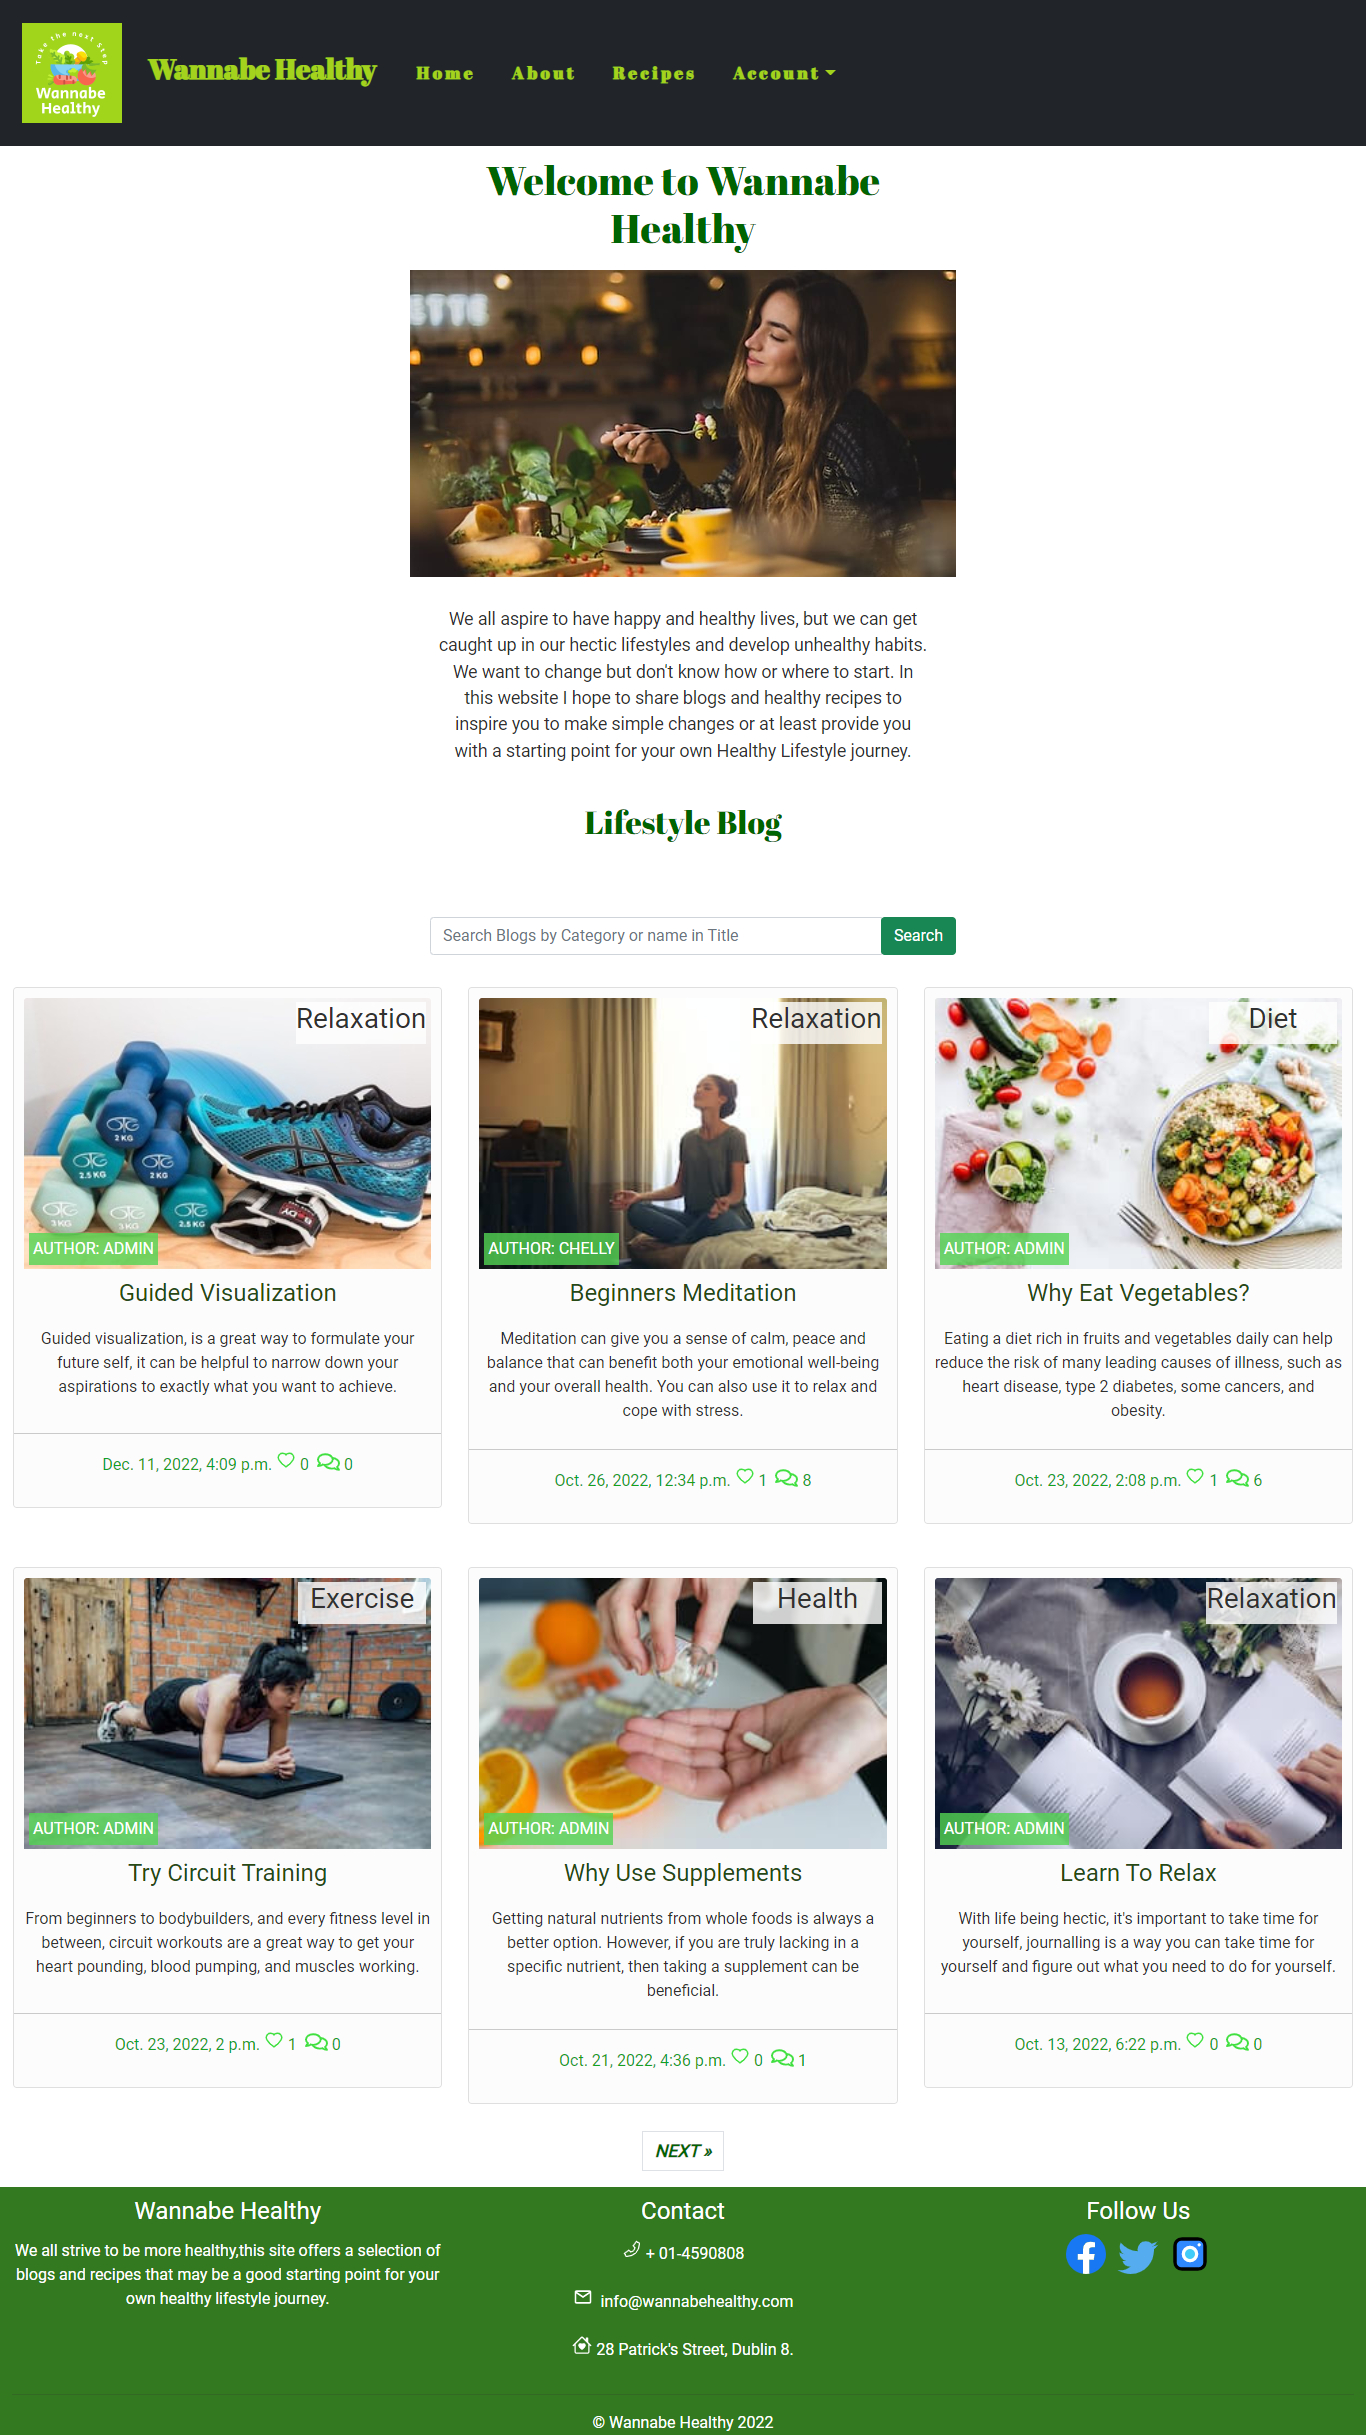 Take the next Step
Wannabe
Healthy
Wannabe Healthy
Home
About
Recipes
Account
Welcome to Wannabe
Healthy
ETTE
We all aspire to have happy and healthy lives, but we can get
caught up in our hectic lifestyles and develop unhealthy habits.
We want to change but don't know how or where to start. In
this website I hope to share blogs and healthy recipes to
inspire you to make simple changes or at least provide you
with a starting point for your own Healthy Lifestyle journey.
Lifestyle Blog
Search Blogs by Category or name in Title
Search
Relaxation
2 KG
2.5 KG
2 KG
3 KG
3 KG
2.5 KG
AUTHOR: ADMIN
Guided Visualization
Guided visualization, is a great way to formulate your
future self, it can be helpful to narrow down your
aspirations to exactly what you want to achieve.
Dec. 11, 2022, 4:09 p.m. 0 0
Relaxation
AUTHOR: CHELLY
Beginners Meditation
Meditation can give you a sense of calm, peace and
balance that can benefit both your emotional well-being
and your overall health. You can also use it to relax and
cope with stress.
Oct. 26, 2022, 12:34 p.m. 1 8
Diet
AUTHOR: ADMIN
Why Eat Vegetables?
Eating a diet rich in fruits and vegetables daily can help
reduce the risk of many leading causes of illness, such as
heart disease, type 2 diabetes, some cancers, and
obesity.
Oct. 23, 2022, 2:08 p.m. 1 6
Exercise
AUTHOR: ADMIN
Try Circuit Training
From beginners to bodybuilders, and every fitness level in
between, circuit workouts are a great way to get your
heart pounding, blood pumping, and muscles working.
Oct. 23, 2022, 2 p.m. 1 0
Health
AUTHOR: ADMIN
Why Use Supplements
Getting natural nutrients from whole foods is always a
better option. However, if you are truly lacking in a
specific nutrient, then taking a supplement can be
beneficial.
Oct. 21, 2022, 4:36 p.m. 0 1
Relaxation
AUTHOR: ADMIN
Learn To Relax
With life being hectic, it's important to take time for
yourself, journalling is a way you can take time for
yourself and figure out what you need to do for yourself.
Oct. 13, 2022, 6:22 p.m. 0 0
NEXT »
Wannabe Healthy
We all strive to be more healthy,this site offers a selection of
blogs and recipes that may be a good starting point for your
own healthy lifestyle journey.
Contact
+ 01-4590808
info@wannabehealthy.com
28 Patrick's Street, Dublin 8.
Follow Us
© Wannabe Healthy 2022